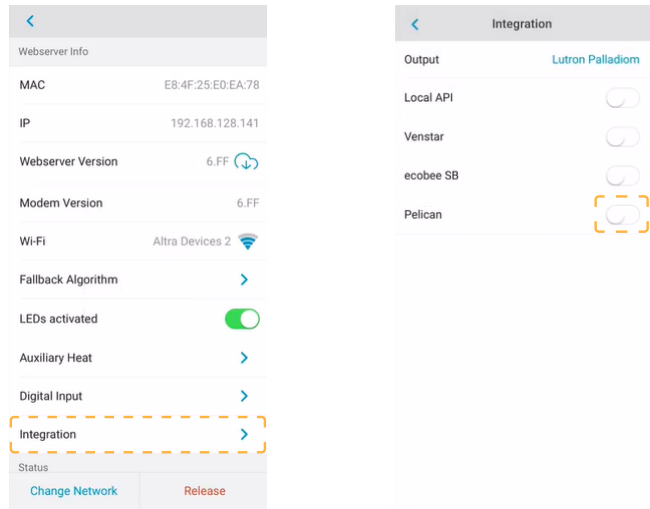 Webserver Info
MAC E8:4F:25:E0:EA:78
IP 192.168.128.141
Webserver Version 6.FF
Modem Version 6.FF
Wi-Fi Altra Devices 2
Fallback Algorithm
LEDs activated
Auxiliary Heat
Digital Input
Integration
Status
Change Network Release
Integration
Output Lutron Palladiom
Local API
Venstar
ecobee SB
Pelican